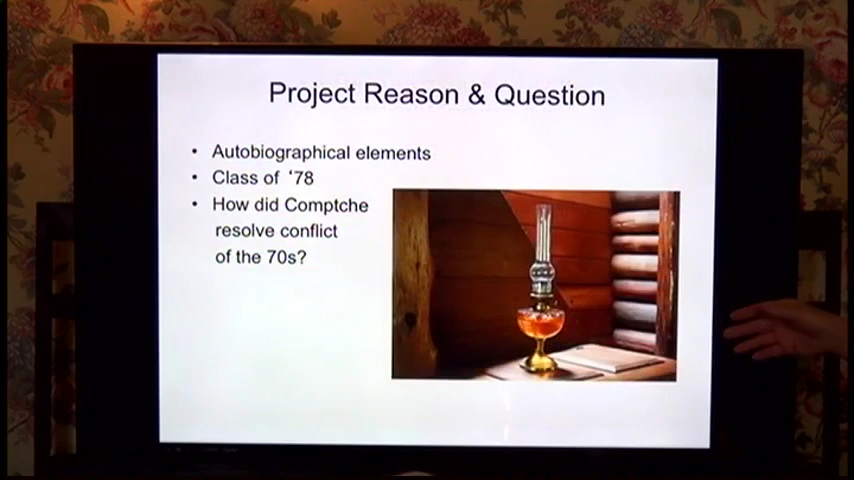 Project Reason & Question
• Autobiographical elements
• Class of ‘78
• How did Comptche
resolve conflict
of the 70s?